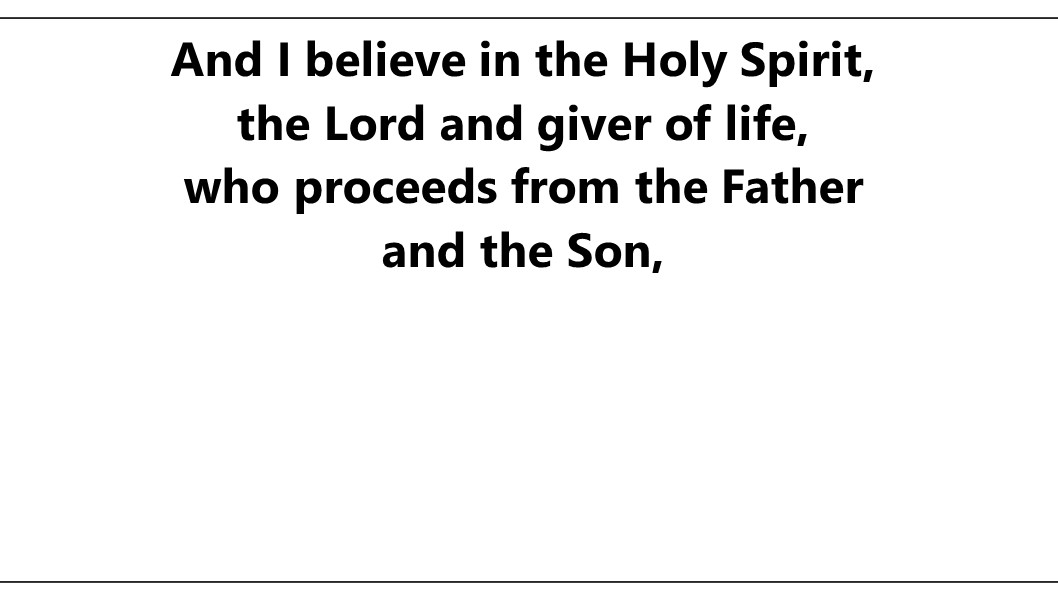 And I believe in the Holy Spirit,
the Lord and giver of life,
who proceeds from the Father
and the Son,